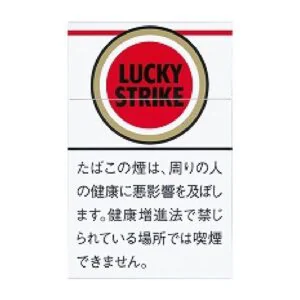 LUCKY
STRIKE
たばこの煙は、周りの人
の健康に悪影響を及ぼし
ます。健康増進法で禁じ
られている場所では喫煙
できません。